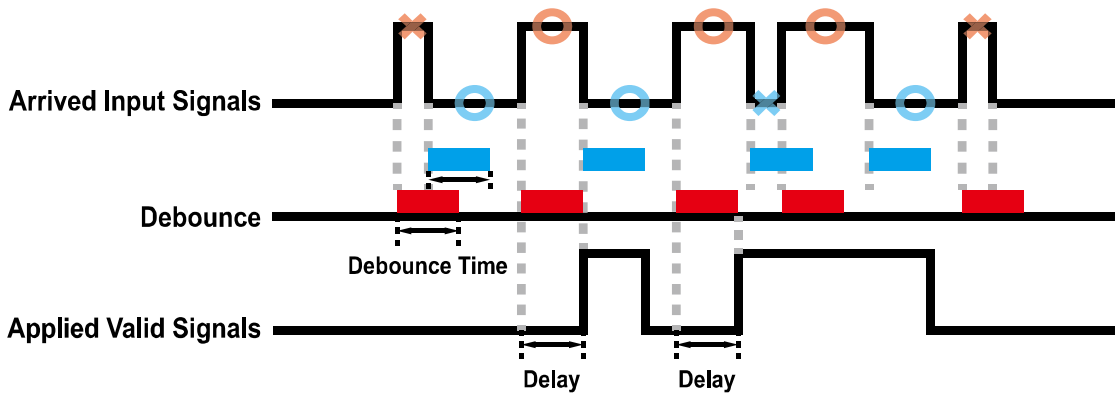 Arrived Input Signals
Debounce
Debounce Time
Applied Valid Signals
Delay
Delay